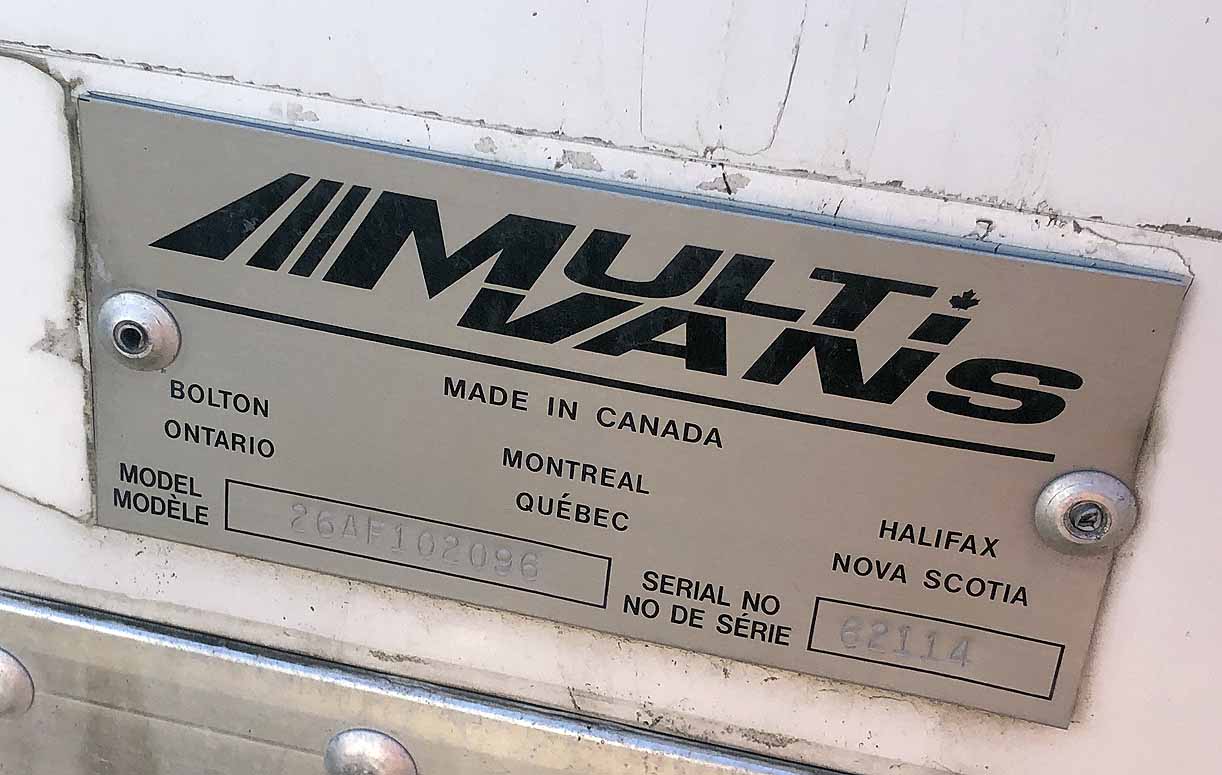 MULTi
VANS
MADE IN CANADA
BOLTON
ONTARIO
MONTREAL
QUÉBEC
HALIFAX
NOVA SCOTIA
MODEL
MODÈLE
26AF102096
SERIAL NO
NO DE SÉRIE
62114